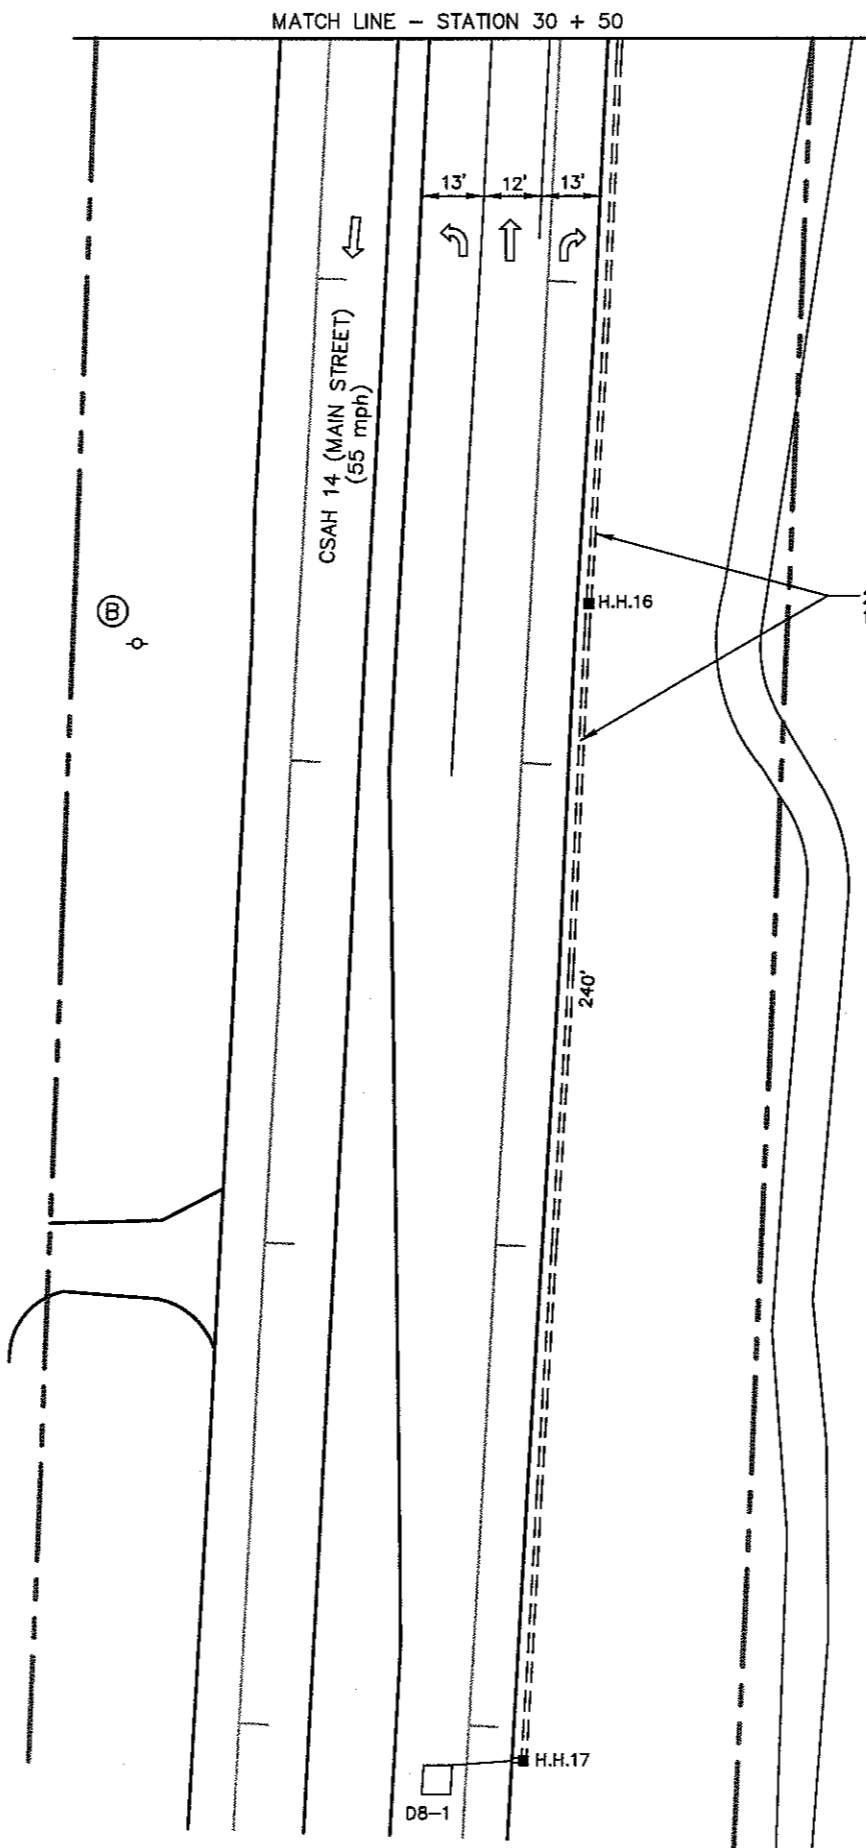 MATCH LINE – STATION 30 + 50
13' 12' 13'
CSAH 14 (MAIN STREET)
(55 mph)
B
H.H.16
240'
H.H.17
D8-1